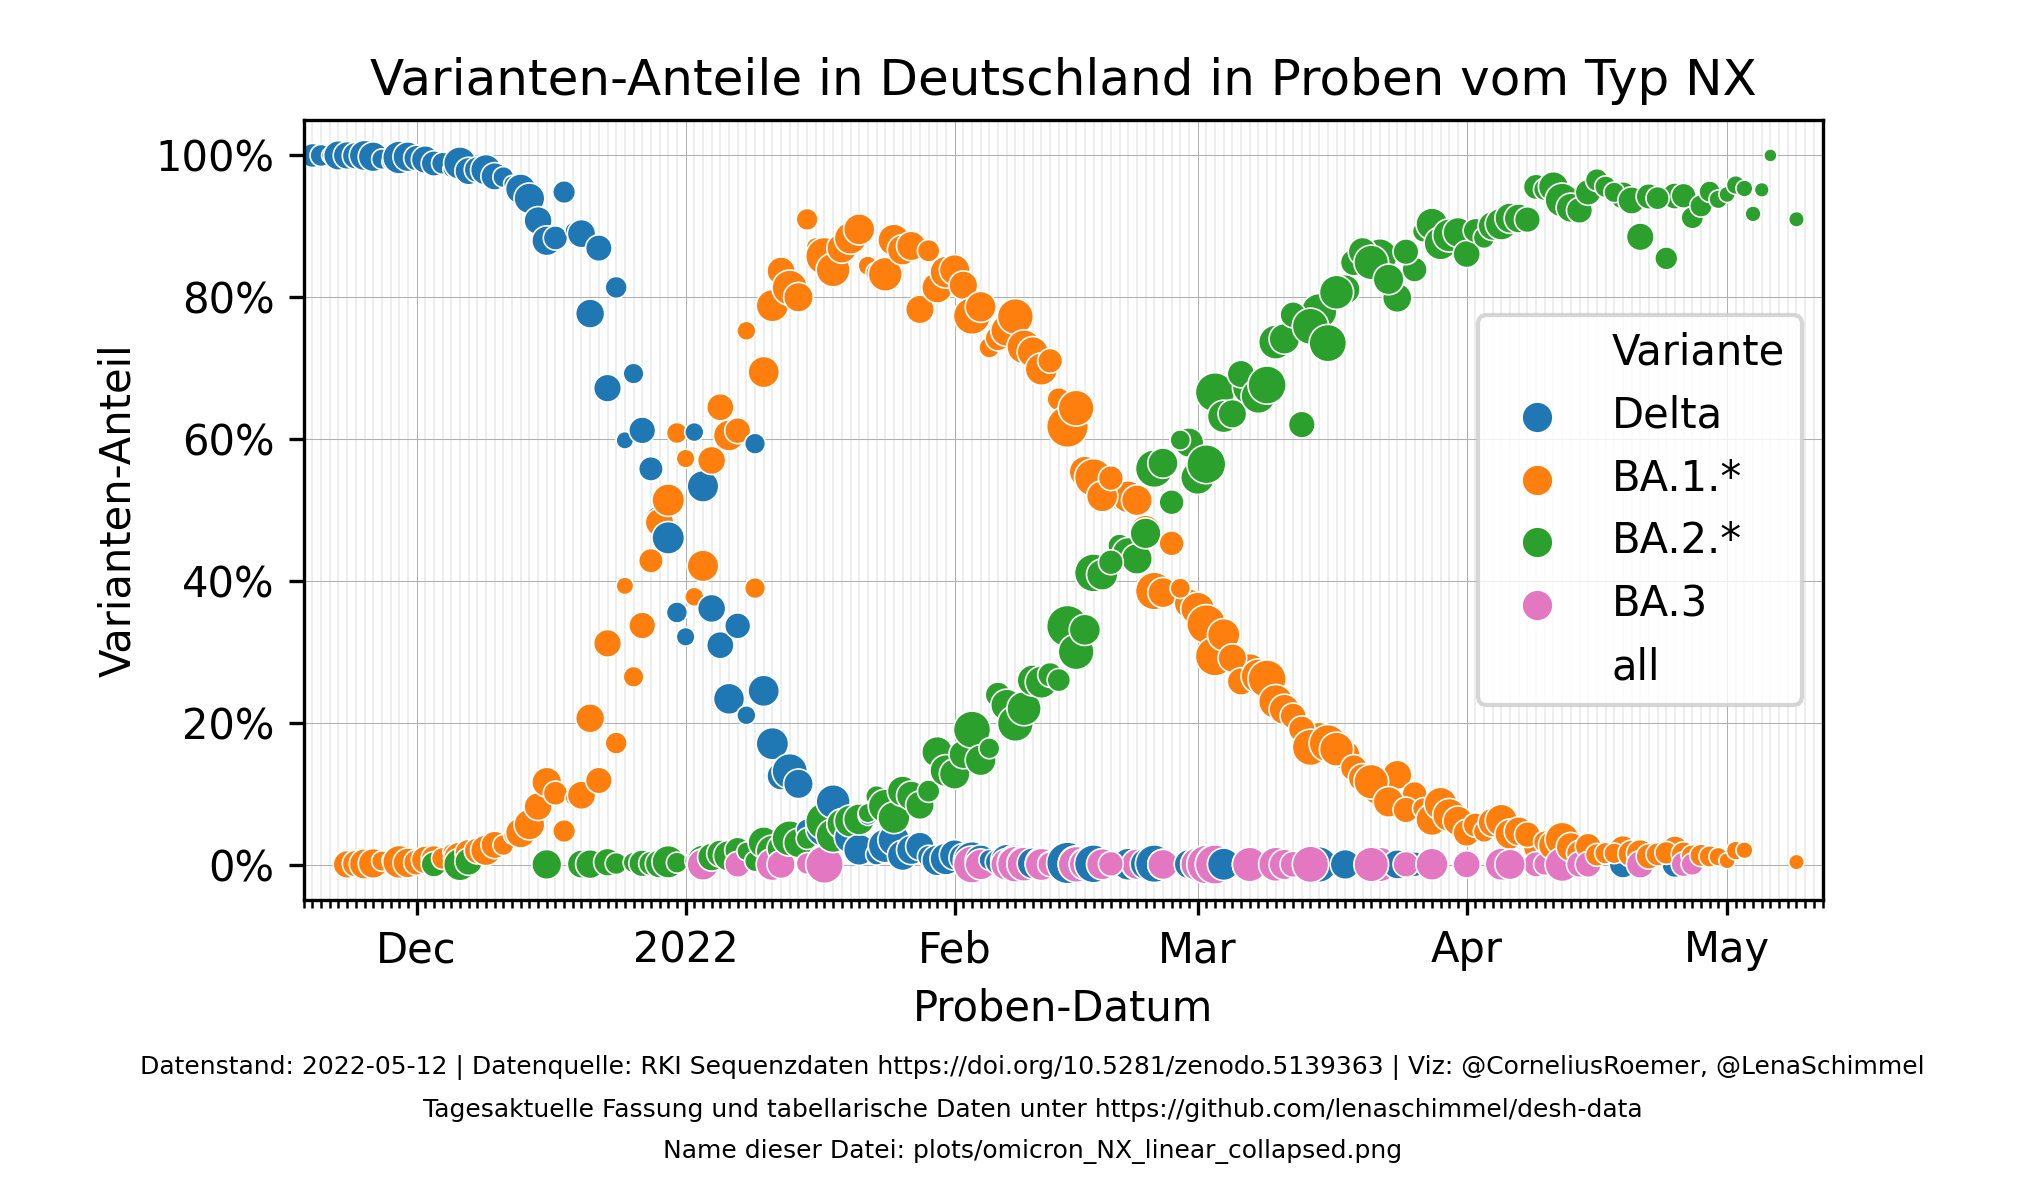 Varianten-Anteile in Deutschland in Proben vom Typ NX
Varianten-Anteil
100%
80%
60%
40%
20%
0%
Variante
Delta
BA.1.*
BA.2.*
BA.3
all
Dec
2022
Feb
Mar
Apr
May
Proben-Datum
Datenstand: 2022-05-12 | Datenquelle: RKI Sequenzdaten https://doi.org/10.5281/zenodo.5139363 | Viz: @CorneliusRoemer, @LenaSchimmel
Tagesaktuelle Fassung und tabellarische Daten unter https://github.com/lenaschimmel/desh-data
Name dieser Datei: plots/omicron_NX_linear_collapsed.png